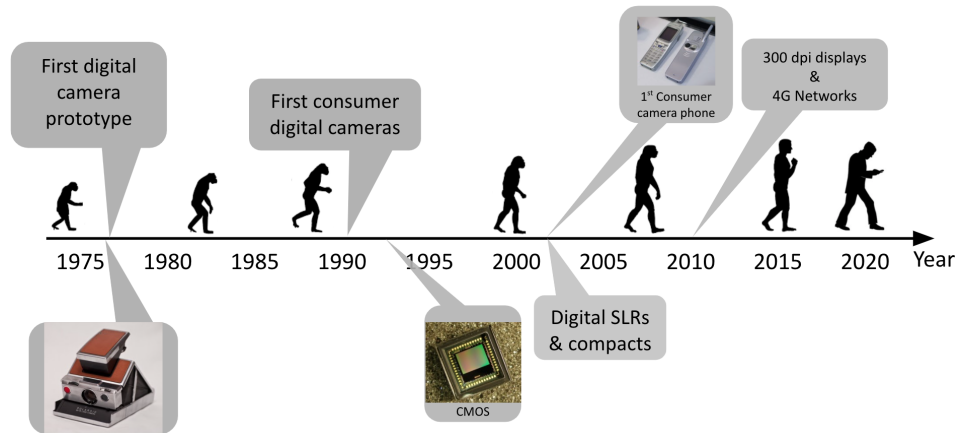 First digital
camera
prototype
First consumer
digital cameras
1st Consumer
camera phone
300 dpi displays
&
4G Networks
1975 1980 1985 1990 1995 2000 2005 2010 2015 2020 Year
Digital SLRs
& compacts
CMOS